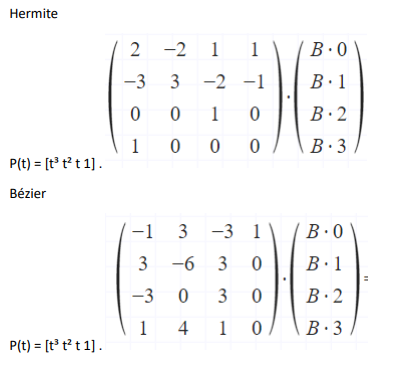 Hermite
2 −2 1 1 B · 0
−3 3 −2 −1 B · 1
0 0 1 0 · B · 2
1 0 0 0 B · 3
P(t) = [t³ t² t 1] .
Bézier
−1 3 −3 1 B · 0
3 −6 3 0 B · 1
−3 0 3 0 · B · 2 =
1 4 1 0 B · 3
P(t) = [t³ t² t 1] .